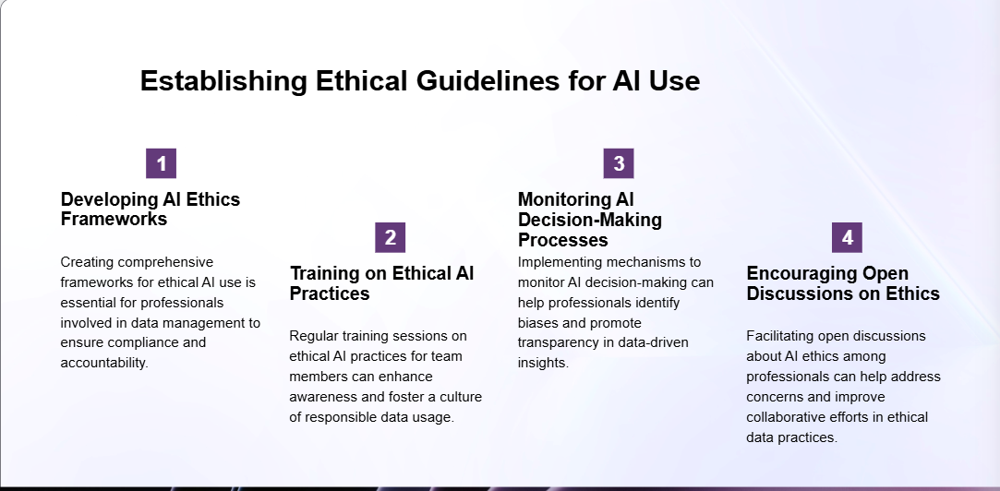 Establishing Ethical Guidelines for AI Use
1
Developing AI Ethics
Frameworks
Creating comprehensive
frameworks for ethical AI use is
essential for professionals
involved in data management to
ensure compliance and
accountability.
2
Training on Ethical AI
Practices
Regular training sessions on
ethical AI practices for team
members can enhance
awareness and foster a culture
of responsible data usage.
3
Monitoring AI
Decision-Making
Processes
Implementing mechanisms to
monitor AI decision-making can
help professionals identify
biases and promote
transparency in data-driven
insights.
4
Encouraging Open
Discussions on Ethics
Facilitating open discussions
about AI ethics among
professionals can help address
concerns and improve
collaborative efforts in ethical
data practices.